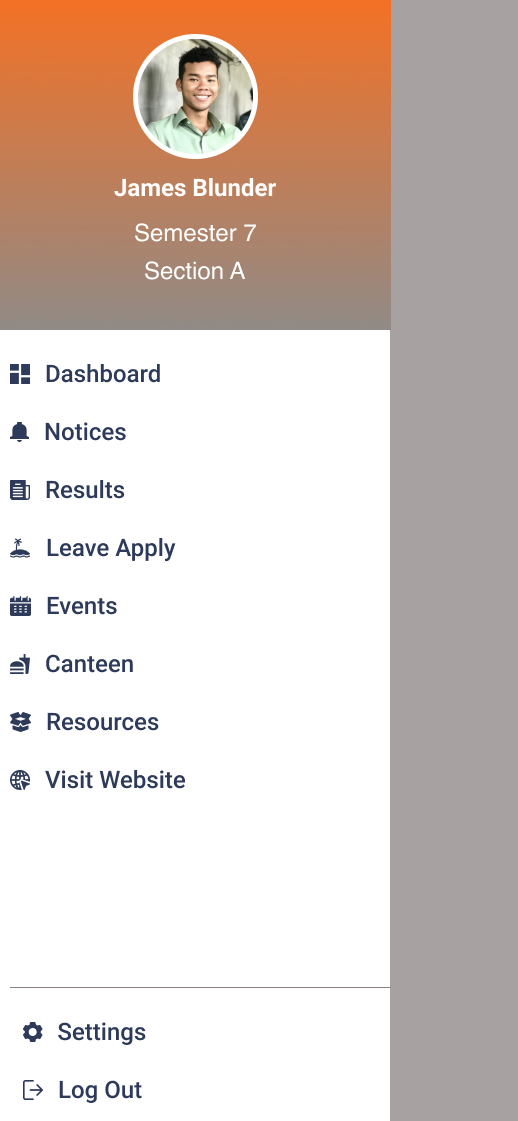 James Blunder
Semester 7
Section A
Dashboard
Notices
Results
Leave Apply
Events
Canteen
Resources
Visit Website
Settings
Log Out